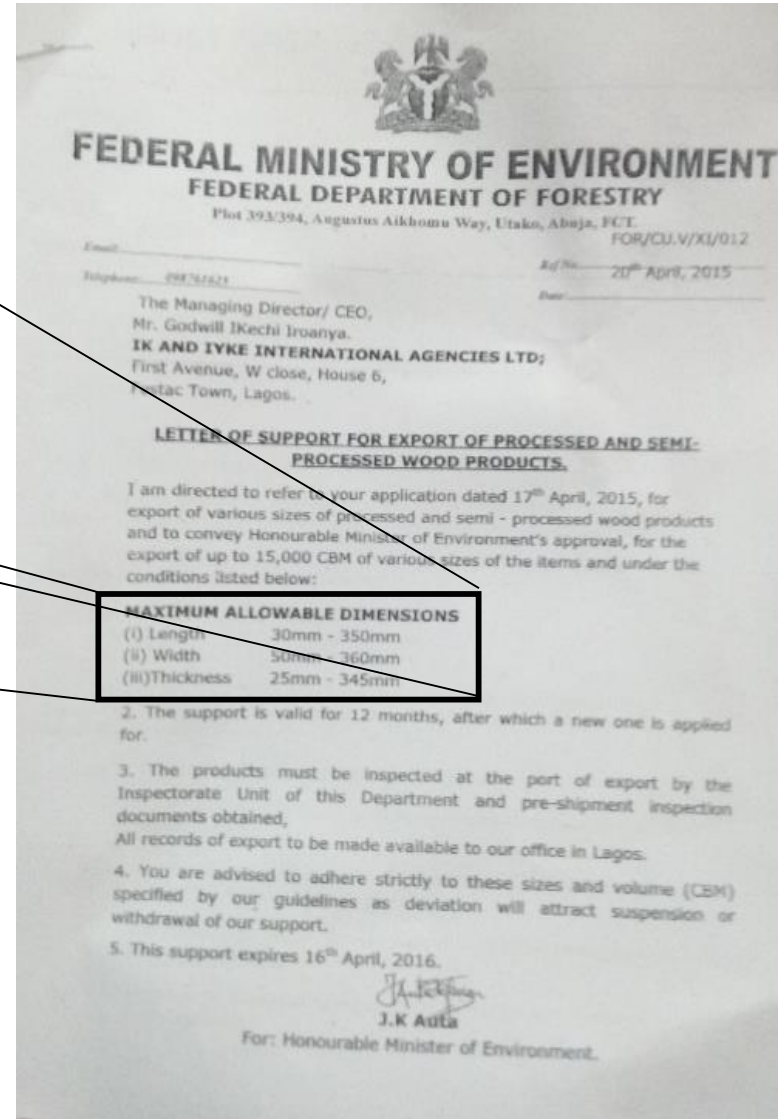 FEDERAL MINISTRY OF ENVIRONMENT
FEDERAL DEPARTMENT OF FORESTRY
Plot 393/394, Augustus Aikhomu Way, Utako, Abuja, FCT.
FOR/CU.V/XI/012
Email:
Ref No.
20th April, 2015
Telephone: 098761623
Date:
The Managing Director/ CEO,
Mr. Godwill IKechi Iroanya.
IK AND IYKE INTERNATIONAL AGENCIES LTD;
First Avenue, W close, House 6,
Festac Town, Lagos.
LETTER OF SUPPORT FOR EXPORT OF PROCESSED AND SEMI-
PROCESSED WOOD PRODUCTS.
I am directed to refer to your application dated 17th April, 2015, for
export of various sizes of processed and semi - processed wood products
and to convey Honourable Minister of Environment's approval, for the
export of up to 15,000 CBM of various sizes of the items and under the
conditions listed below:
MAXIMUM ALLOWABLE DIMENSIONS
(i) Length 30mm - 350mm
(ii) Width 50mm - 360mm
(iii)Thickness 25mm - 345mm
2. The support is valid for 12 months, after which a new one is applied
for.
3. The products must be inspected at the port of export by the
Inspectorate Unit of this Department and pre-shipment inspection
documents obtained,
All records of export to be made available to our office in Lagos.
4. You are advised to adhere strictly to these sizes and volume (CBM)
specified by our guidelines as deviation will attract suspension or
withdrawal of our support.
5. This support expires 16th April, 2016.
J.K Auta
For: Honourable Minister of Environment.